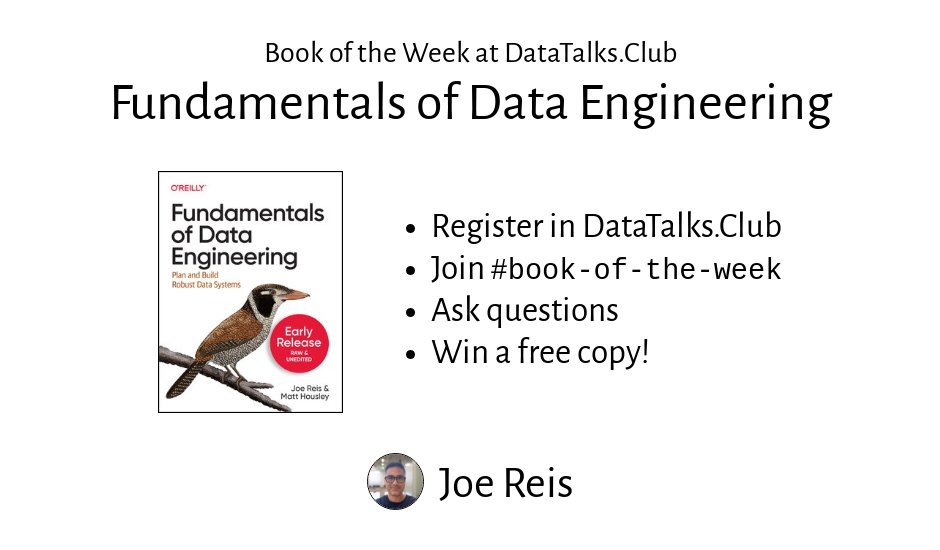 Book of the Week at DataTalks.Club
Fundamentals of Data Engineering
O'REILLY
Fundamentals
of Data
Engineering
Plan and Build
Robust Data Systems
Early
Release
RAW &
UNEDITED
Joe Reis &
Matt Housley
• Register in DataTalks.Club
• Join #book-of-the-week
• Ask questions
• Win a free copy!
Joe Reis